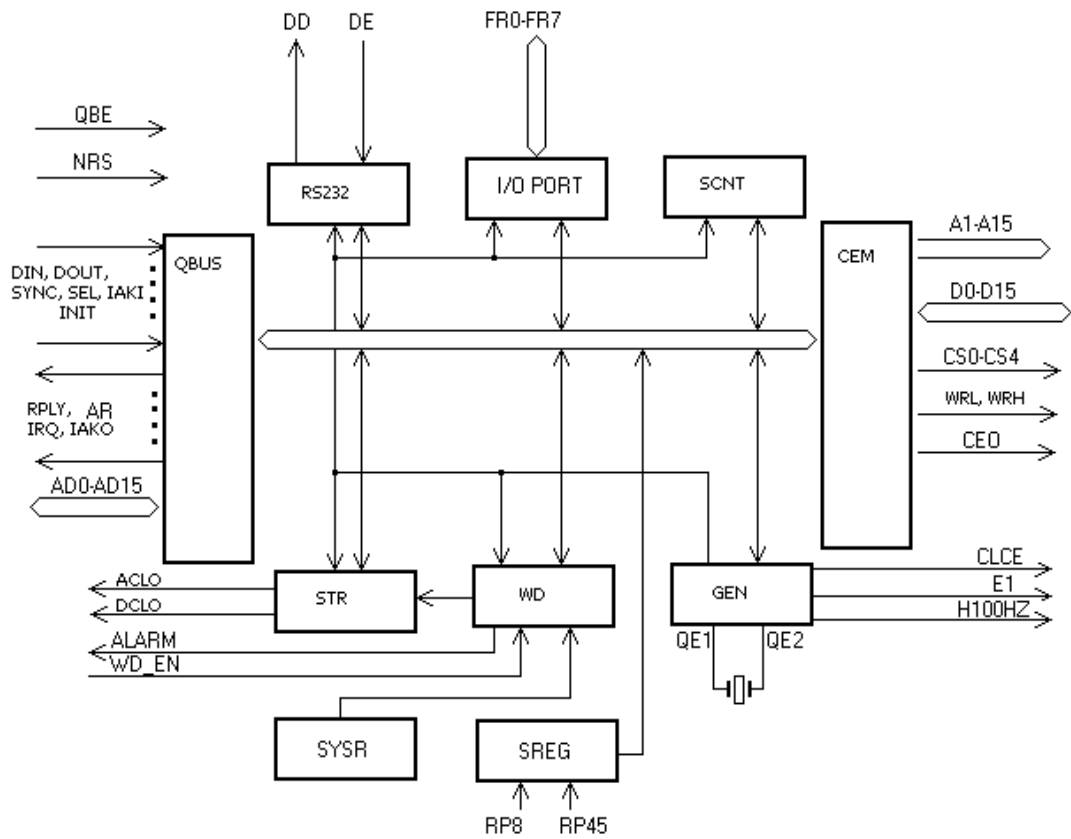 DD DE FR0-FR7
QBE
NRS
RS232
I/O PORT
SCNT
QBUS
DIN, DOUT,
SYNC, SEL, IAKI
INIT
RPLY, AR
IRQ, IAKO
AD0-AD15
CEM
A1-A15
D0-D15
CS0-CS4
WRL, WRH
CEO
ACLO
DCLO
ALARM
WD_EN
STR
WD
GEN
CLCE
E1
H100HZ
QE1 QE2
SYSR
SREG
RP8 RP45